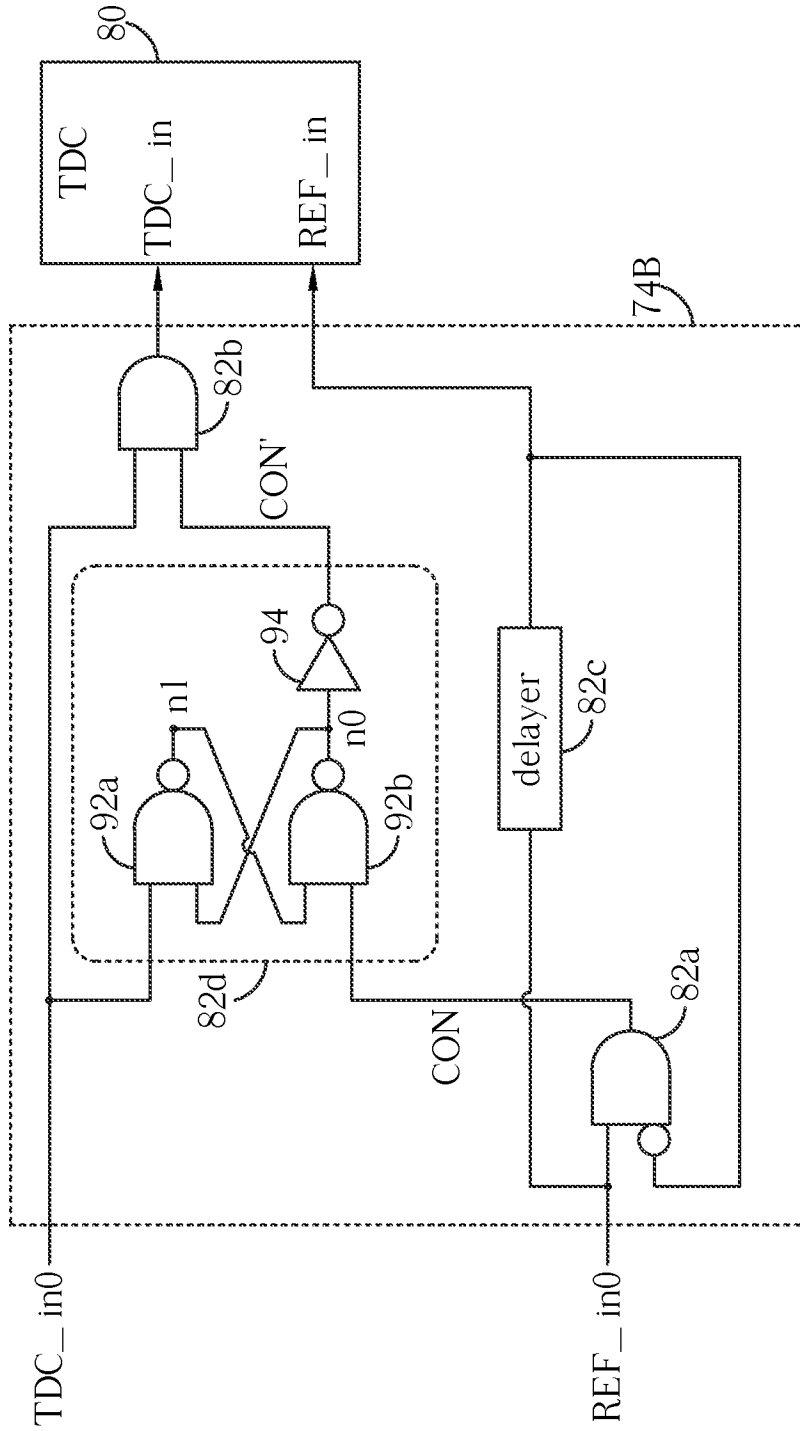 80
TDC
TDC_in
REF_in
74B
82b
CON'
94
n1
n0
92a
92b
82d
delayer
82c
CON
82a
TDC_in0
REF_in0